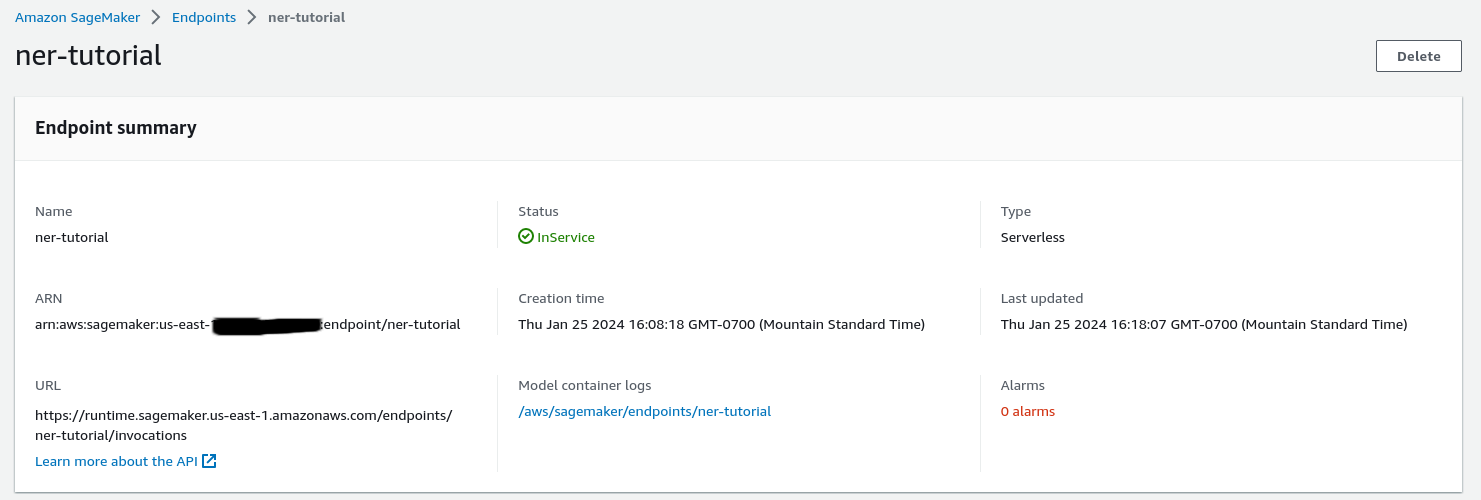 Amazon SageMaker > Endpoints > ner-tutorial
ner-tutorial
Delete
Endpoint summary
Name
ner-tutorial
Status
InService
Type
Serverless
ARN
arn:aws:sagemaker:us-east- :endpoint/ner-tutorial
Creation time
Thu Jan 25 2024 16:08:18 GMT-0700 (Mountain Standard Time)
Last updated
Thu Jan 25 2024 16:18:07 GMT-0700 (Mountain Standard Time)
URL
https://runtime.sagemaker.us-east-1.amazonaws.com/endpoints/
ner-tutorial/invocations
Learn more about the API
Model container logs
/aws/sagemaker/endpoints/ner-tutorial
Alarms
0 alarms